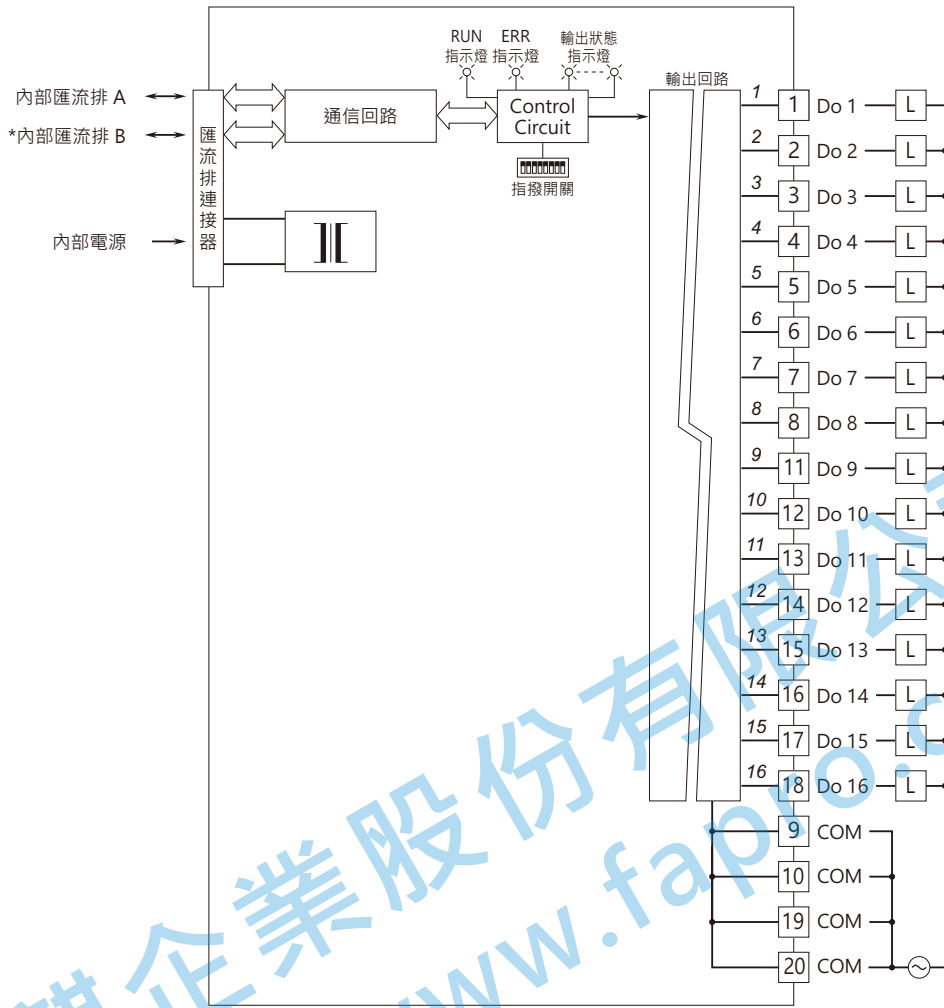 RUN ERR 輸出狀態
指示燈 指示燈 指示燈
輸出回路
內部匯流排 A
*內部匯流排 B
內部電源
匯流排連接器
通信回路
Control
Circuit
指撥開關
1 1 Do 1 L
2 2 Do 2 L
3 3 Do 3 L
4 4 Do 4 L
5 5 Do 5 L
6 6 Do 6 L
7 7 Do 7 L
8 8 Do 8 L
9 11 Do 9 L
10 12 Do 10 L
11 13 Do 11 L
12 14 Do 12 L
13 15 Do 13 L
14 16 Do 14 L
15 17 Do 15 L
16 18 Do 16 L
9 COM
10 COM
19 COM
20 COM
企業股份有限公
www.fapro.c